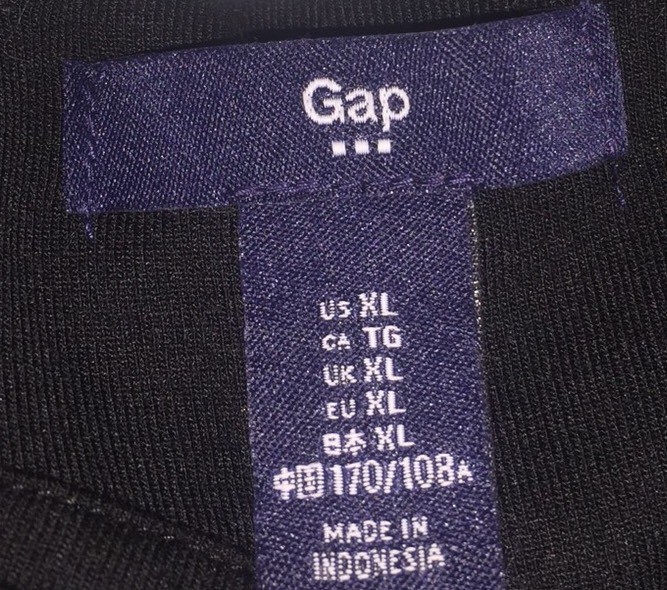 Gap
US XL
CA TG
UK XL
EU XL
日本 XL
中国 170/108A
MADE IN
INDONESIA